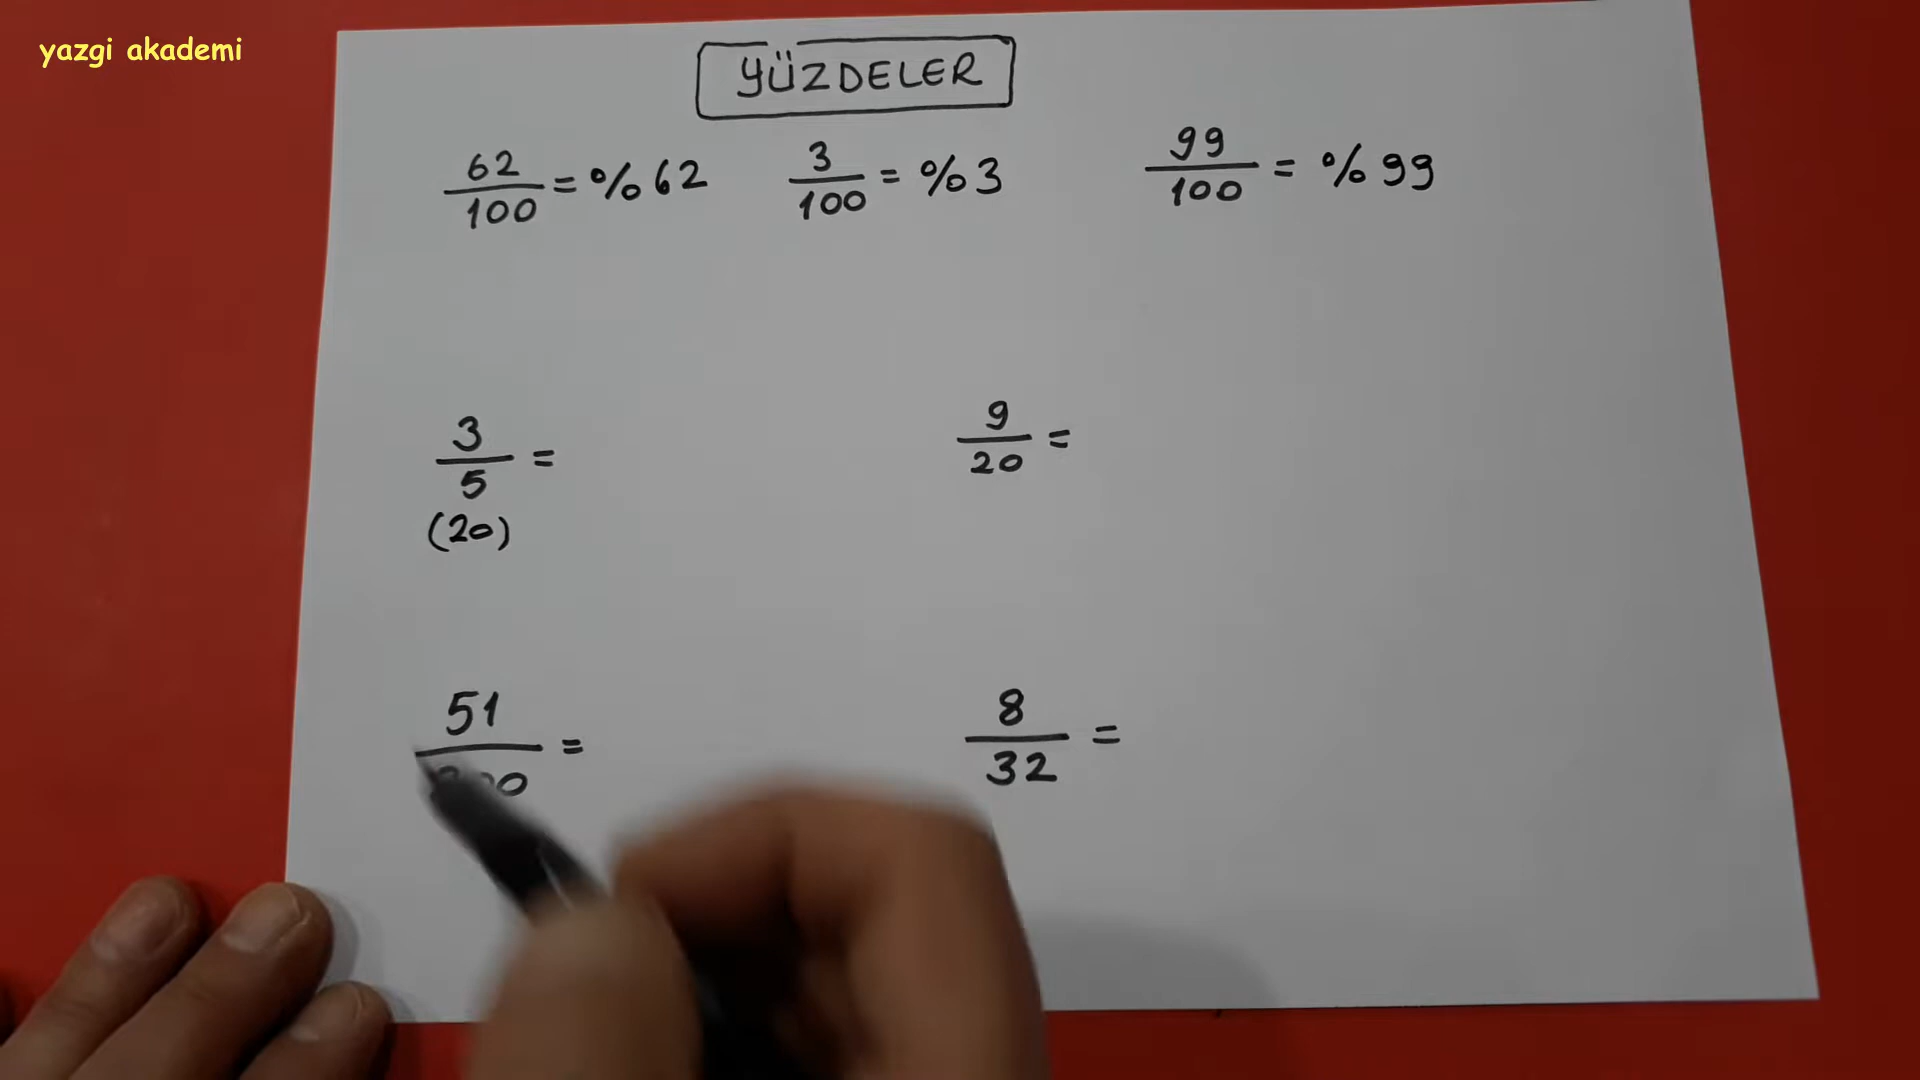 yazgi akademi
YÜZDELER
62/100 = %62   3/100 = %3   99/100 = %99
3/5 =   9/20 =
(20)
51/   =   8/32 =